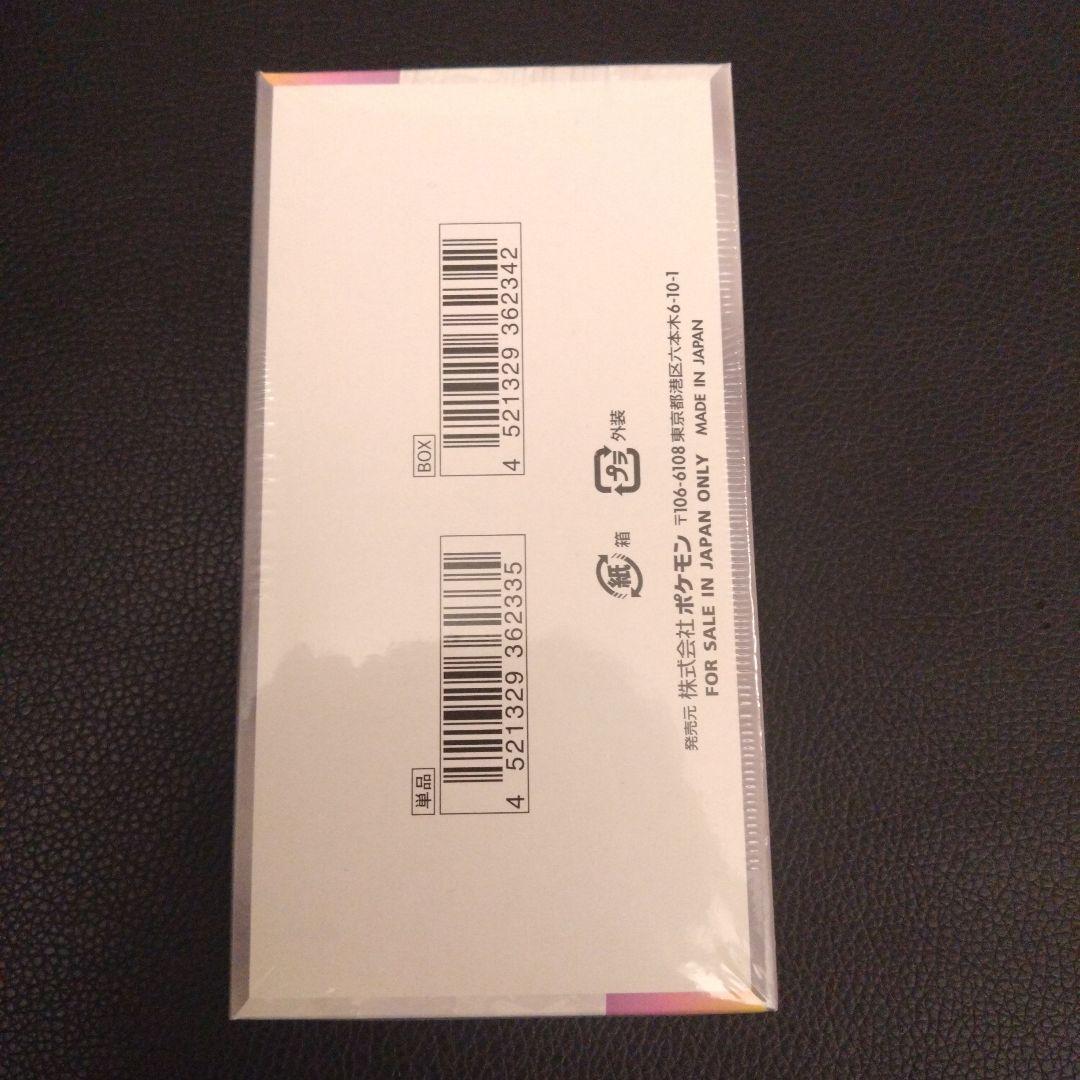 単品
4 521329 362335
BOX
4 521329 362342
紙 箱
プラ 外装
発売元 株式会社 ポケモン 〒106-6108 東京都港区六本木6-10-1
FOR SALE IN JAPAN ONLY MADE IN JAPAN